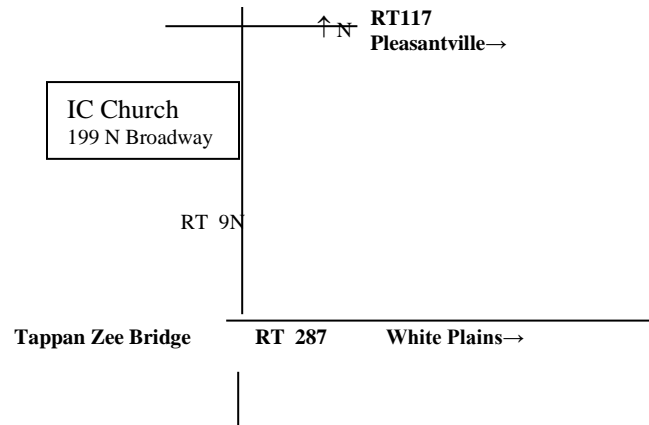 RT117
↑ N
Pleasantville→
IC Church
199 N Broadway
RT 9N
Tappan Zee Bridge RT 287 White Plains→